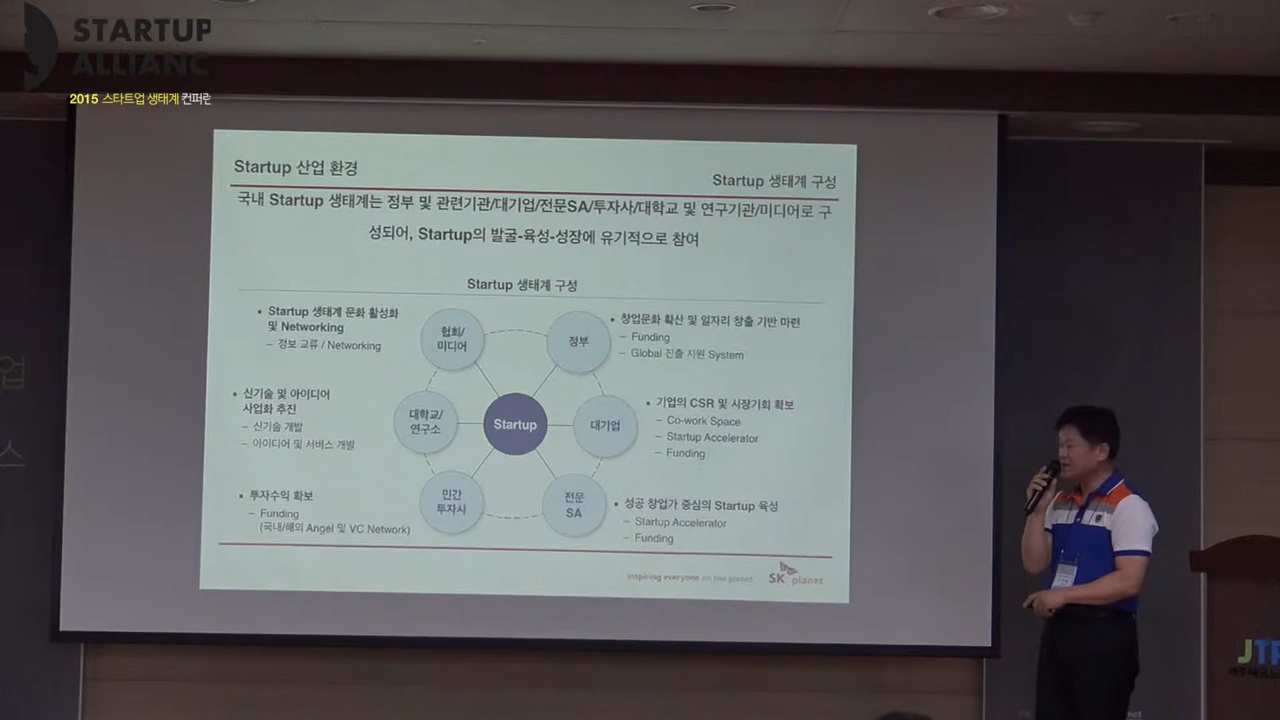 STARTUP
ALLIANC
2015 스타트업 생태계 컨퍼런
Startup 산업 환경
Startup 생태계 구성
국내 Startup 생태계는 정부 및 관련기관/대기업/전문SA/투자사/대학교 및 연구기관/미디어로 구
성되어, Startup의 발굴-육성-성장에 유기적으로 참여
Startup 생태계 구성
▪ Startup 생태계 문화 활성화
및 Networking
– 정보 교류 / Networking
협회/
미디어
정부
▪ 창업문화 확산 및 일자리 창출 기반 마련
– Funding
– Global 진출 지원 System
▪ 신기술 및 아이디어
사업화 추진
– 신기술 개발
– 아이디어 및 서비스 개발
대학교/
연구소
Startup
대기업
▪ 기업의 CSR 및 시장기회 확보
– Co-work Space
– Startup Accelerator
– Funding
▪ 투자수익 확보
– Funding
(국내/해외 Angel 및 VC Network)
민간
투자사
전문
SA
▪ 성공 창업가 중심의 Startup 육성
– Startup Accelerator
– Funding
inspiring everyone on the planet
SK planet
업
스
JTP